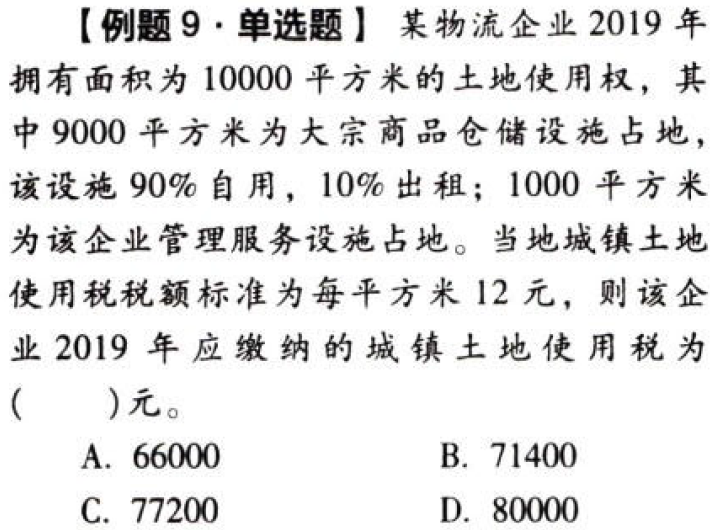 【例题 9·单选题】 某物流企业 2019 年
拥有面积为 10000 平方米的土地使用权，其
中 9000 平方米为大宗商品仓储设施占地，
该设施 90% 自用，10% 出租；1000 平方米
为该企业管理服务设施占地。当地城镇土地
使用税税额标准为每平方米 12 元，则该企
业 2019 年应缴纳的城镇土地使用税为
(　　)元。
A. 66000　　B. 71400
C. 77200　　D. 80000